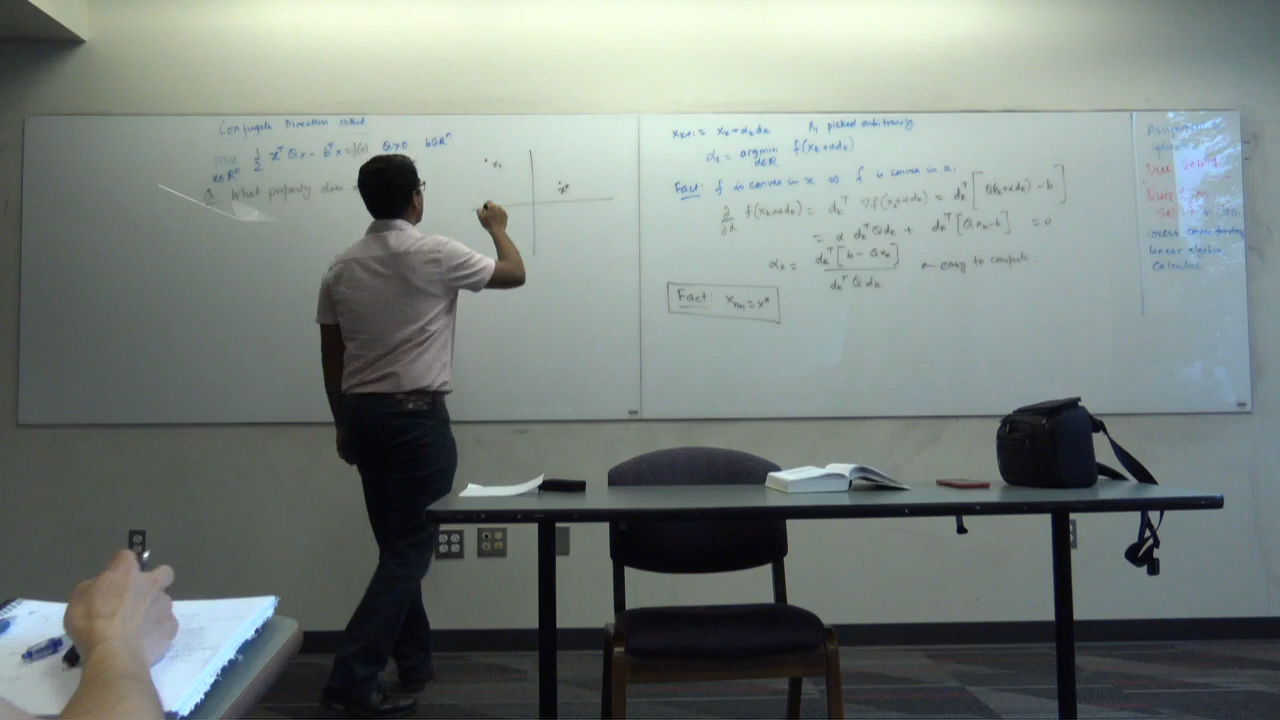 Conjugate Direction Method
min x∈Rⁿ ½ xᵀQx - bᵀx = f(x) Q>0 b∈Rⁿ
Q. What property does
x₁
x*
x_{k+1} = x_k + α_k d_k x₁ picked arbitrarily
α_k = argmin α∈R f(x_k+αd_k)
Fact: f is convex in x ⇒ f is convex in α.
∂/∂α f(x_k+αd_k) = d_kᵀ ∇f(x_k+αd_k) = d_kᵀ [Q(x_k+αd_k) - b]
= α d_kᵀQd_k + d_kᵀ[Qx_k-b] = 0
α_k = d_kᵀ[b - Qx_k] / d_kᵀQd_k ← easy to compute.
Fact: x_{n+1} = x*
Due
Linear algebra
Calculus